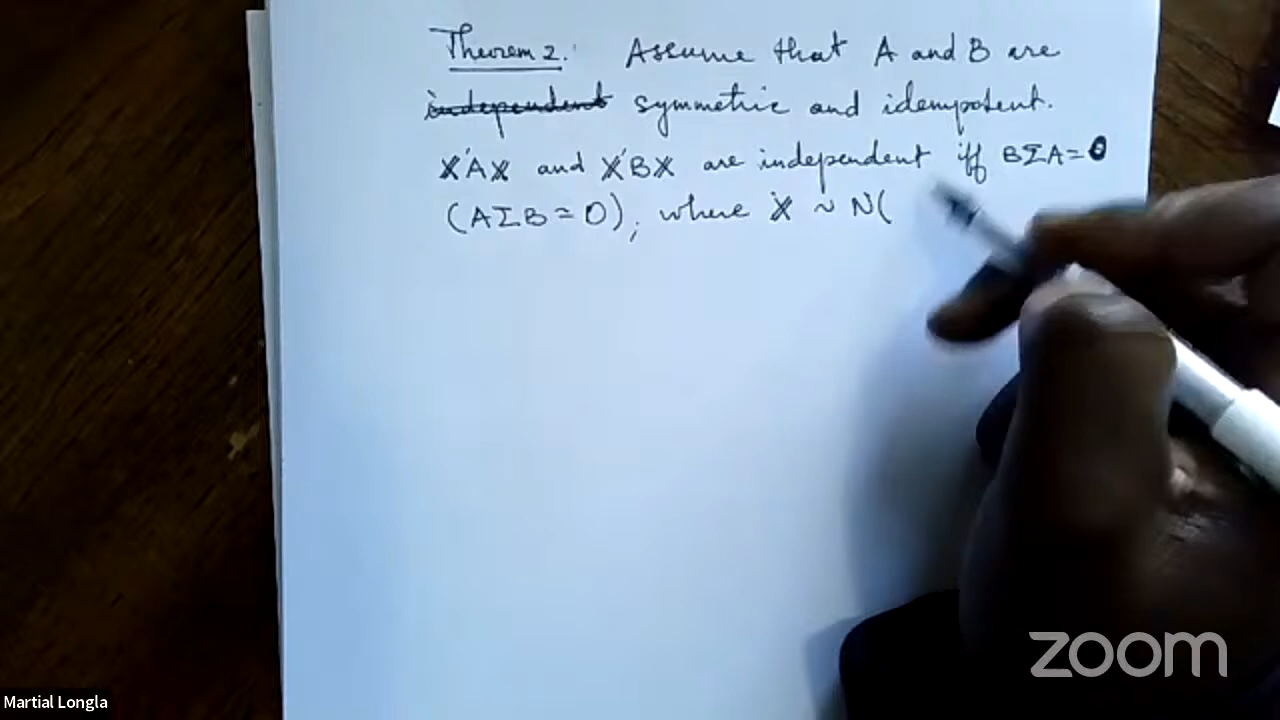 Theorem 2: Assume that A and B are
independent symmetric and idempotent.
X'AX and X'BX are independent iff BΣA=0
(AΣB=0), where X ~ N(
zoom
Martial Longla